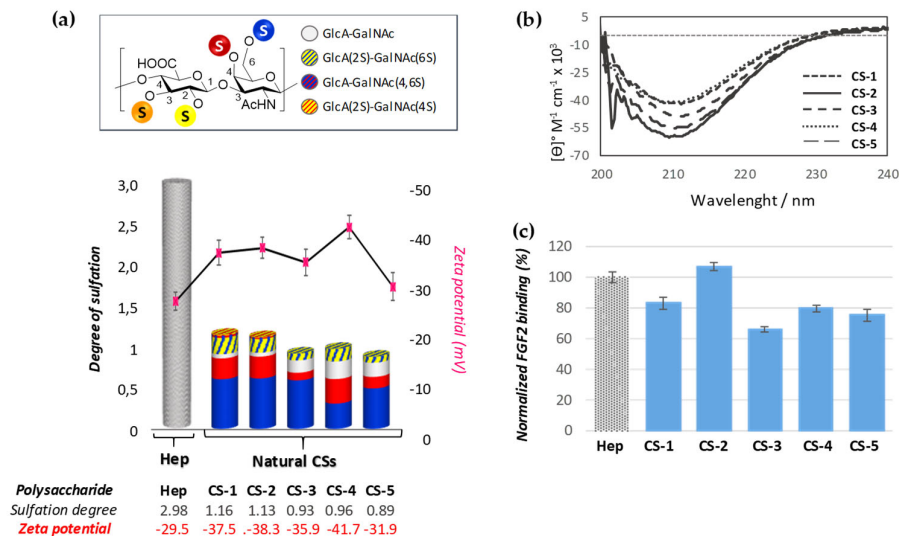 (a)
S
S
O
O
HOOC
6
GlcA-GalNAc
GlcA(2S)-GalNAc(6S)
GlcA-GalNAc(4,6S)
GlcA(2S)-GalNAc(4S)
O
O
4
O
4
1
O
O
3
2
O
3
AcHN
S
S
3,0
2,5
2,0
1,5
1
0,5
0
Degree of sulfation
-50
-40
-30
-20
-10
0
Zeta potential
(mV)
Hep
Natural CSs
Polysaccharide Hep CS-1 CS-2 CS-3 CS-4 CS-5
Sulfation degree 2.98 1.16 1.13 0.93 0.96 0.89
Zeta potential -29.5 -37.5 .-38.3 -35.9 -41.7 -31.9
(b)
[Θ]° M-1 cm-1 x 103
5
-10
-25
-40
-55
-70
200 210 220 230 240
Wavelenght / nm
CS-1
CS-2
CS-3
CS-4
CS-5
(c)
Normalized FGF2 binding (%)
120
100
80
60
40
20
0
Hep CS-1 CS-2 CS-3 CS-4 CS-5